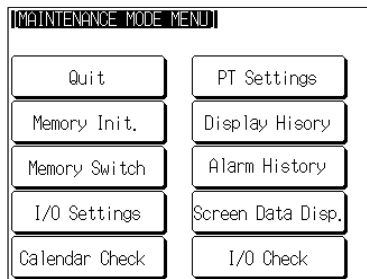 [MAINTENANCE MODE MENU]
Quit
PT Settings
Memory Init.
Display Hisory
Memory Switch
Alarm History
I/O Settings
Screen Data Disp.
Calendar Check
I/O Check